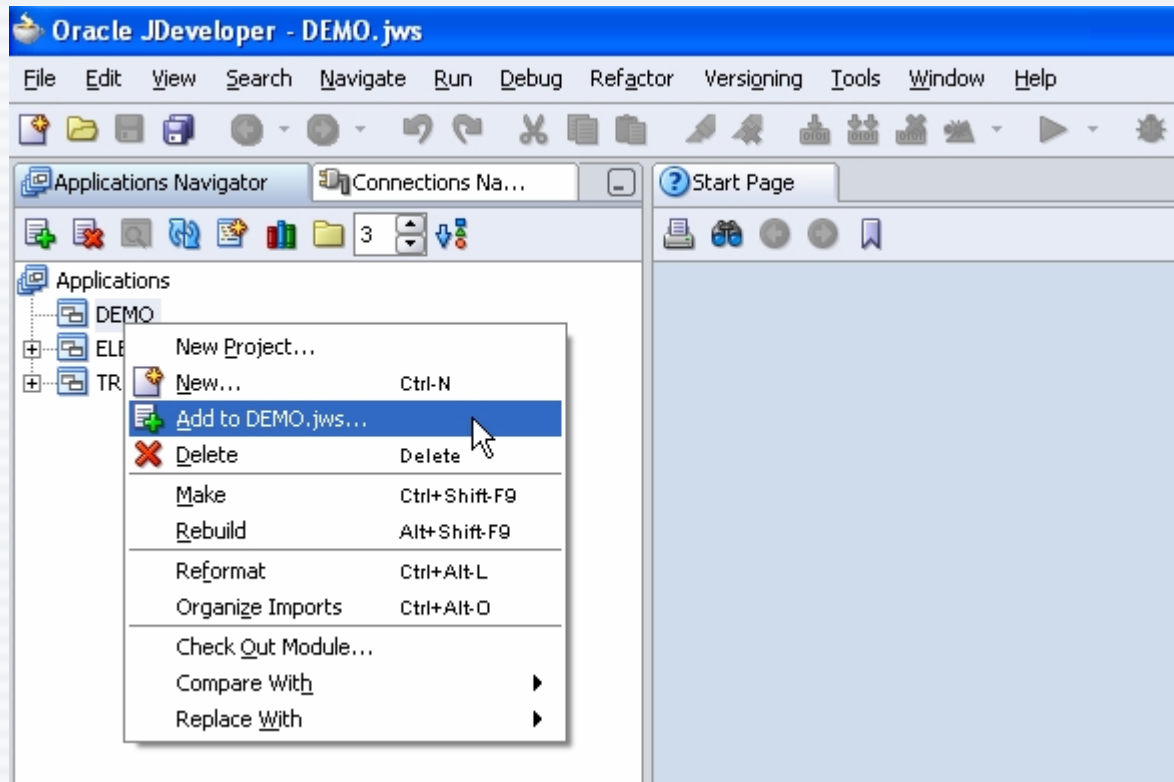 Oracle JDeveloper - DEMO.jws
File Edit View Search Navigate Run Debug Refactor Versioning Tools Window Help
Applications Navigator Connections Na... Start Page
3
Applications
DEMO
ELE
TR
New Project...
New... Ctrl-N
Add to DEMO.jws...
Delete Delete
Make Ctrl+Shift-F9
Rebuild Alt+Shift-F9
Reformat Ctrl+Alt-L
Organize Imports Ctrl+Alt-O
Check Out Module...
Compare With
Replace With